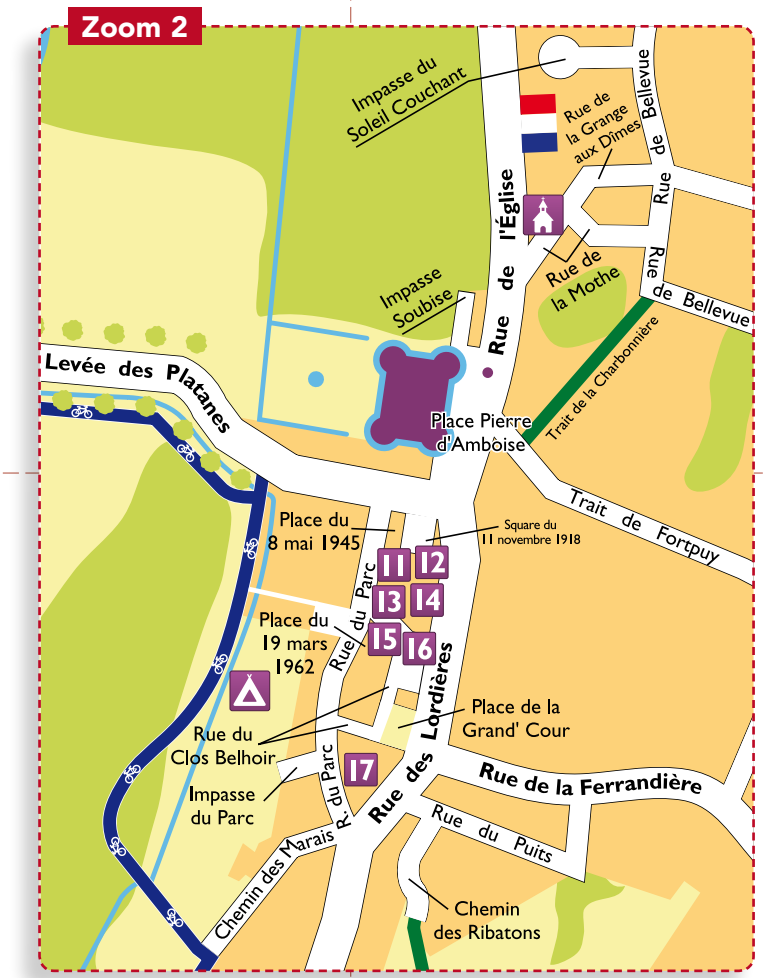 Zoom 2
Impasse du
Soleil Couchant
Rue de
la Grange
aux Dîmes
Rue de Bellevue
Rue de l'Église
Rue de
la Mothe
Rue
de Bellevue
Impasse
Soubise
Levée des Platanes
Trait de la Charbonnière
Place Pierre
d'Amboise
Trait de Fortpuy
Place du
8 mai 1945
Square du
11 novembre 1918
11
12
13
14
15
16
Rue du Parc
Place du
19 mars
1962
Rue des Lordières
Place de la
Grand' Cour
Rue du
Clos Belhoir
17
Impasse
du Parc
R. du Parc
Rue de la Ferrandière
Rue du Puits
Chemin des Marais
Chemin
des Ribatons